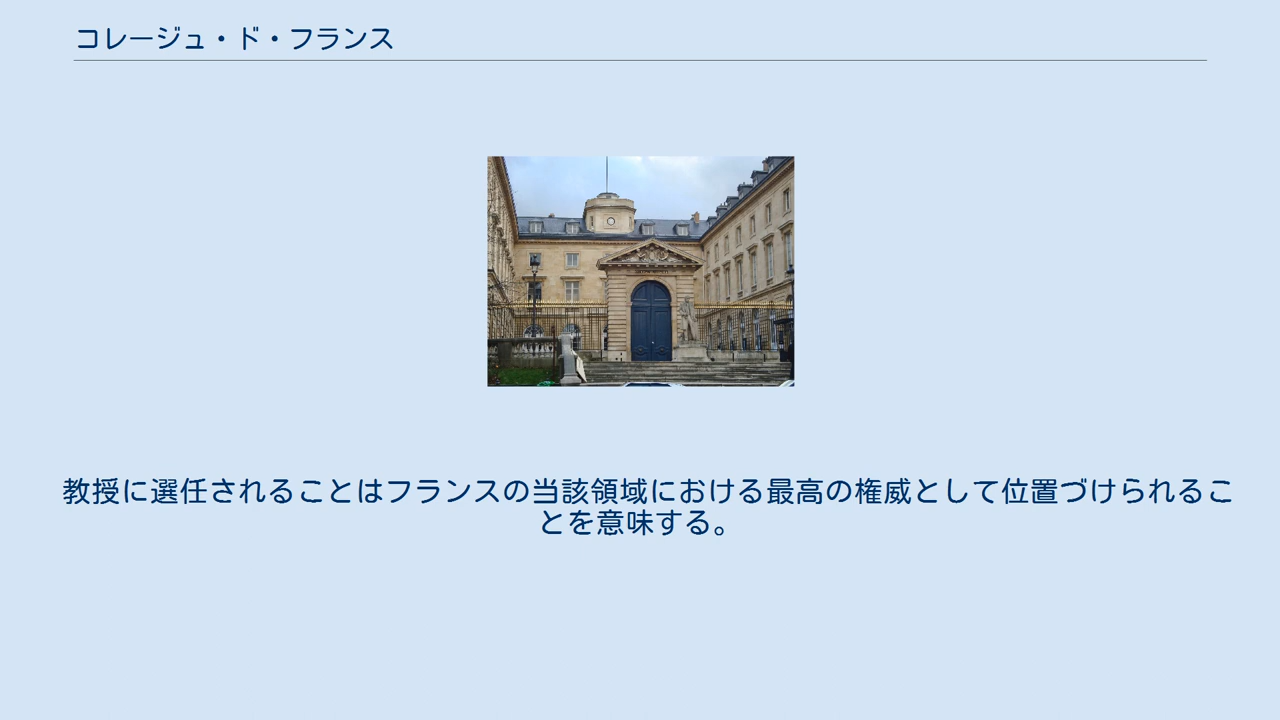 コレージュ・ド・フランス
教授に選任されることはフランスの当該領域における最高の権威として位置づけられるこ
とを意味する。